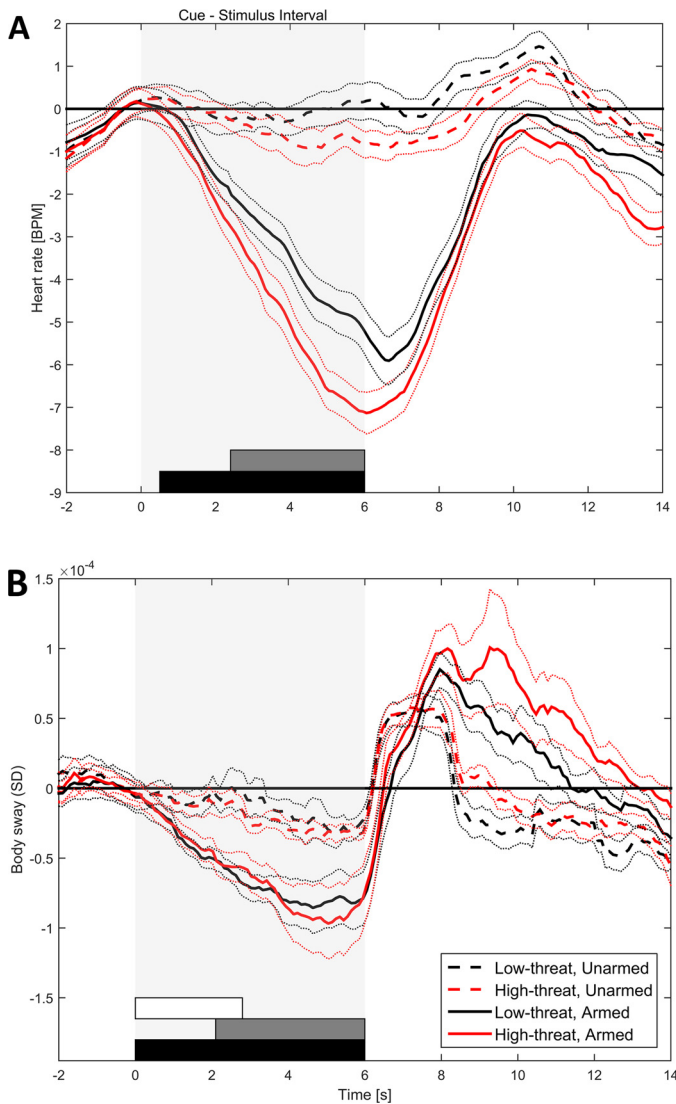 A
Cue - Stimulus Interval
2
1
0
-1
-2
-3
-4
-5
-6
-7
-8
-9
Heart rate [BPM]
-2 0 2 4 6 8 10 12 14
B
×10⁻⁴
1.5
1
0.5
0
-0.5
-1
-1.5
Body sway (SD)
Low-threat, Unarmed
High-threat, Unarmed
Low-threat, Armed
High-threat, Armed
-2 0 2 4 6 8 10 12 14
Time [s]